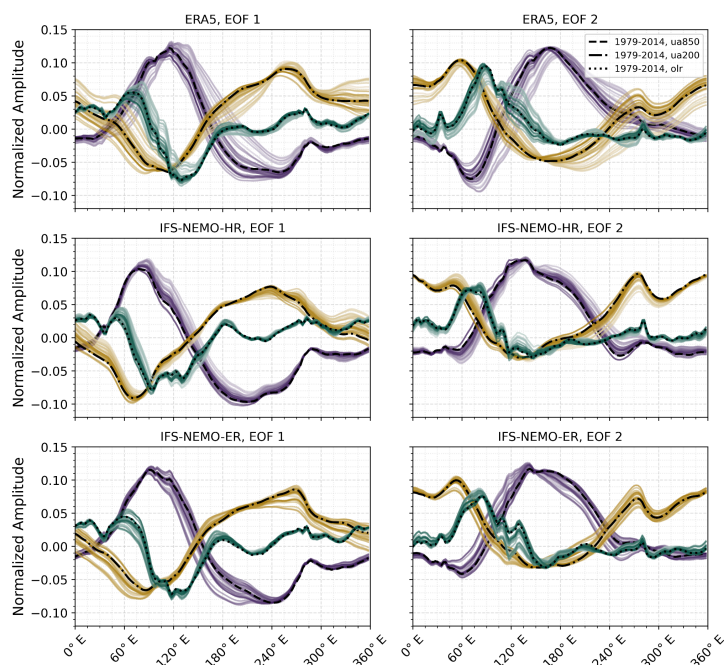 ERA5, EOF 1
ERA5, EOF 2
Normalized Amplitude
0.15
0.10
0.05
0.00
−0.05
−0.10
1979-2014, ua850
1979-2014, ua200
1979-2014, olr
IFS-NEMO-HR, EOF 1
IFS-NEMO-HR, EOF 2
Normalized Amplitude
0.15
0.10
0.05
0.00
−0.05
−0.10
IFS-NEMO-ER, EOF 1
IFS-NEMO-ER, EOF 2
Normalized Amplitude
0.15
0.10
0.05
0.00
−0.05
−0.10
0° E
60° E
120° E
180° E
240° E
300° E
360° E
0° E
60° E
120° E
180° E
240° E
300° E
360° E